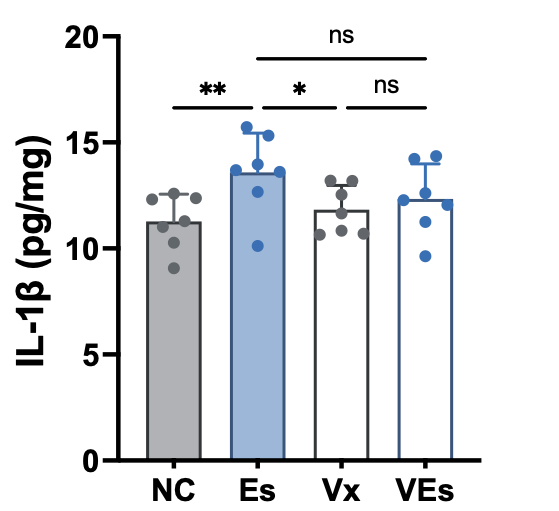 20
ns
** * ns
15
10
5
0
IL-1β (pg/mg)
NC Es Vx VEs